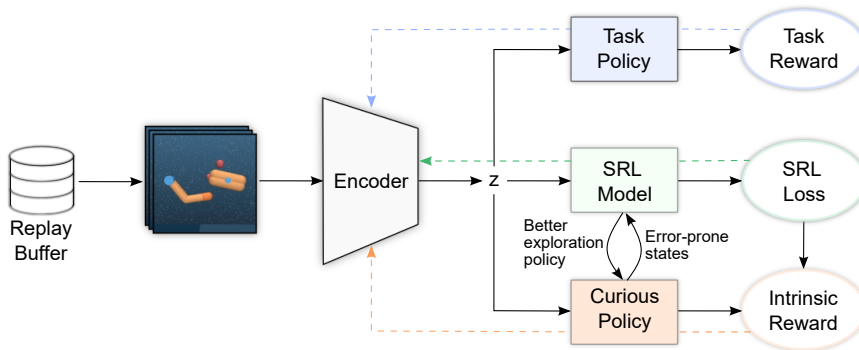 Task
Policy
Task
Reward
Replay
Buffer
Encoder
z
SRL
Model
SRL
Loss
Better
exploration
policy
Error-prone
states
Curious
Policy
Intrinsic
Reward